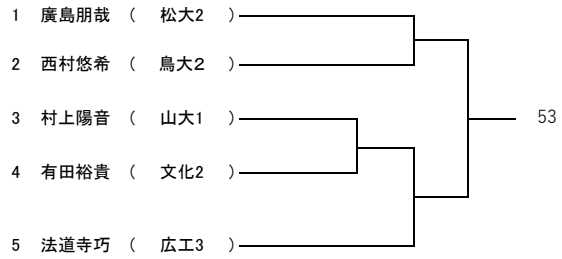 1 廣島朋哉 ( 松大2 )
2 西村悠希 ( 鳥大２ )
3 村上陽音 ( 山大1 )
53
4 有田裕貴 ( 文化2 )
5 法道寺巧 ( 広工3 )